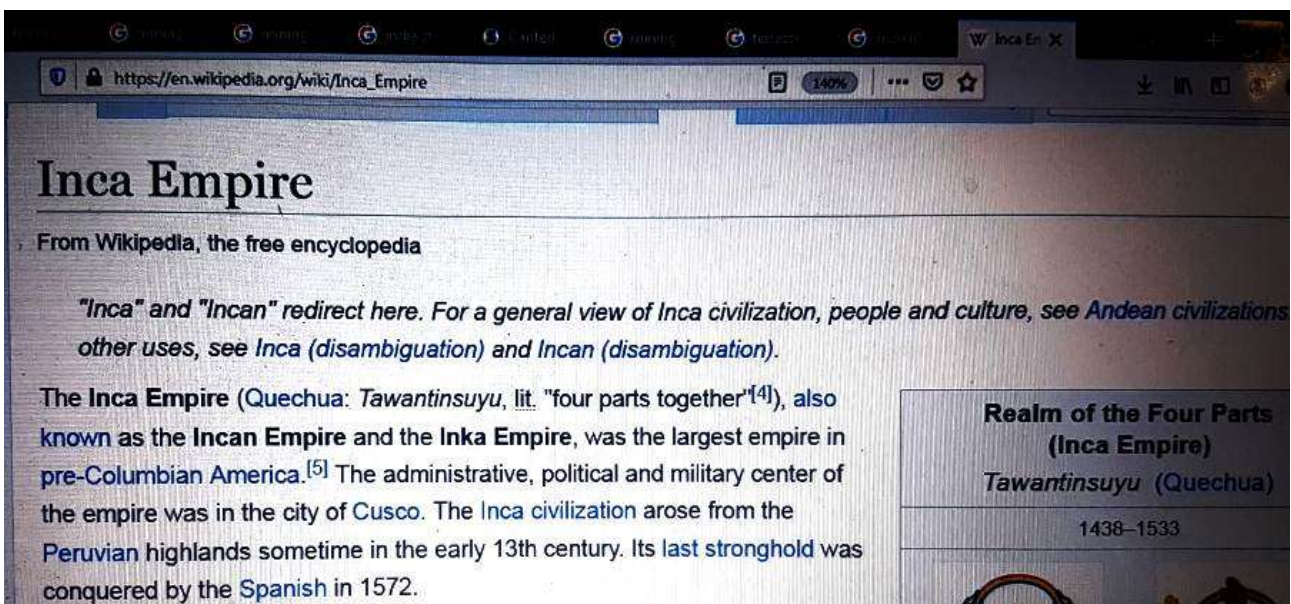 Inca En
https://en.wikipedia.org/wiki/Inca_Empire
140%
Inca Empire
From Wikipedia, the free encyclopedia
"Inca" and "Incan" redirect here. For a general view of Inca civilization, people and culture, see Andean civilizations
other uses, see Inca (disambiguation) and Incan (disambiguation).
The Inca Empire (Quechua: Tawantinsuyu, lit. "four parts together"[4]), also
known as the Incan Empire and the Inka Empire, was the largest empire in
pre-Columbian America.[5] The administrative, political and military center of
the empire was in the city of Cusco. The Inca civilization arose from the
Peruvian highlands sometime in the early 13th century. Its last stronghold was
conquered by the Spanish in 1572.
Realm of the Four Parts
(Inca Empire)
Tawantinsuyu (Quechua)
1438–1533